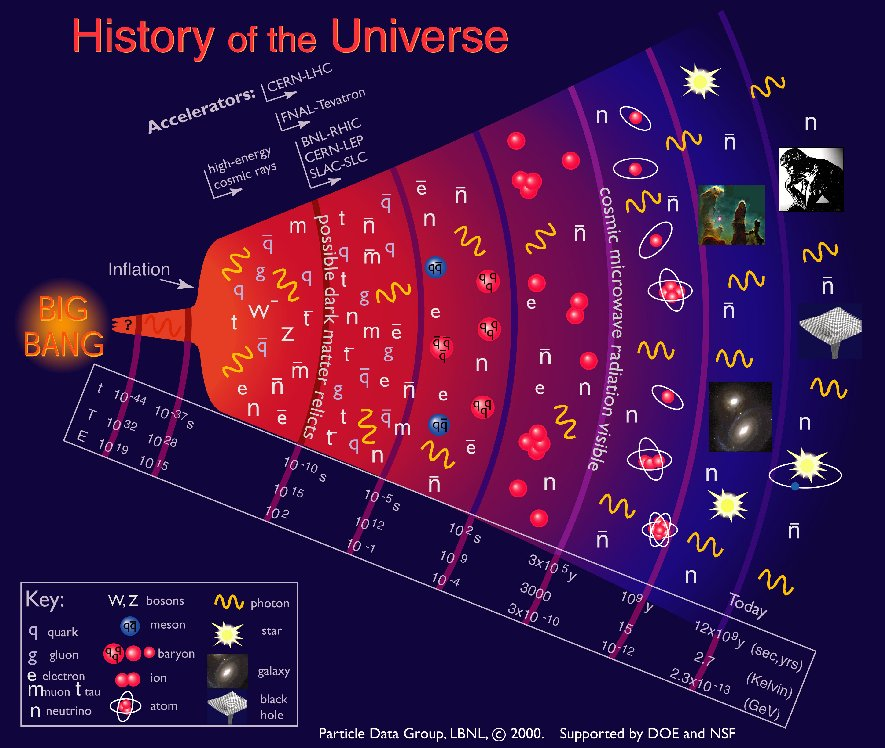 History of the Universe
Accelerators:
CERN-LHC
FNAL-Tevatron
BNL-RHIC
CERN-LEP
SLAC-SLC
high-energy
cosmic rays
Inflation
BIG
BANG
?
possible dark matter relicts
cosmic microwave radiation visible
q̅ m t n̅ q̅
e̅ n̅
n
g q t q m̅ q
q W⁻ t̅ n g
t Z m e̅
q̅ t̅ g
m̅ g q̅ e n̅
e n̅ t q̅ m
n e̅ t̅ q n
qq̅
e
e
qq̅
n
e̅
n̅
n̅
e
n̅
e
n
n
n
n
n̅
n̅
n̅
n̅
n
n
n
n̅
n
n̅
t 10⁻⁴⁴ 10⁻³⁷ s 10⁻¹⁰ s 10⁻⁵ s 10² s 3x10⁵ y 10⁹ y 12x10⁹ y (sec,yrs)
T 10³² 10²⁸ 10¹⁵ 10¹² 10⁹ 3000 15 2.7 (Kelvin)
E 10¹⁹ 10¹⁵ 10² 10⁻¹ 10⁻⁴ 3x10⁻¹⁰ 10⁻¹² 2.3x10⁻¹³ (GeV)
Today
Key:
q quark
g gluon
e electron
m muon t tau
n neutrino
W, Z bosons
qq̅ meson
qqq baryon
ion
atom
photon
star
galaxy
black
hole
Particle Data Group, LBNL, © 2000. Supported by DOE and NSF